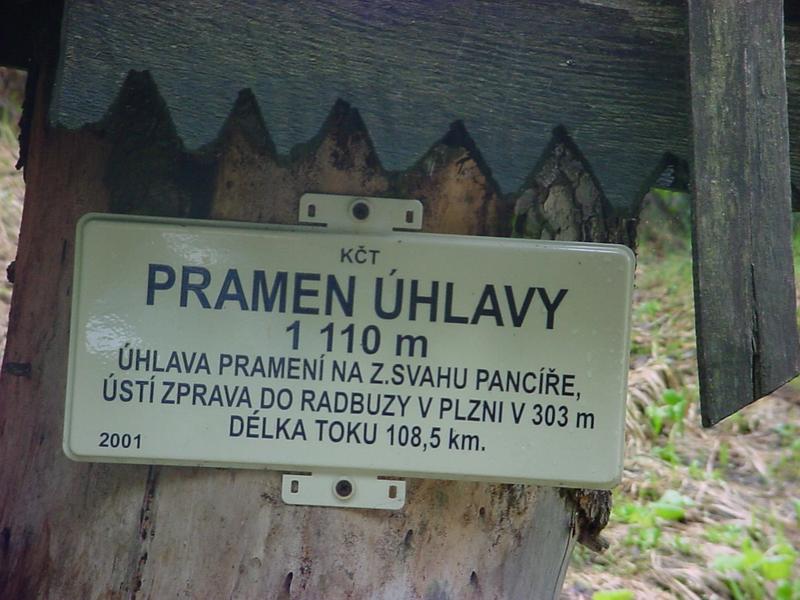 KČT
PRAMEN ÚHLAVY
1 110 m
ÚHLAVA PRAMENÍ NA Z.SVAHU PANCÍŘE,
ÚSTÍ ZPRAVA DO RADBUZY V PLZNI V 303 m
DÉLKA TOKU 108,5 km.
2001